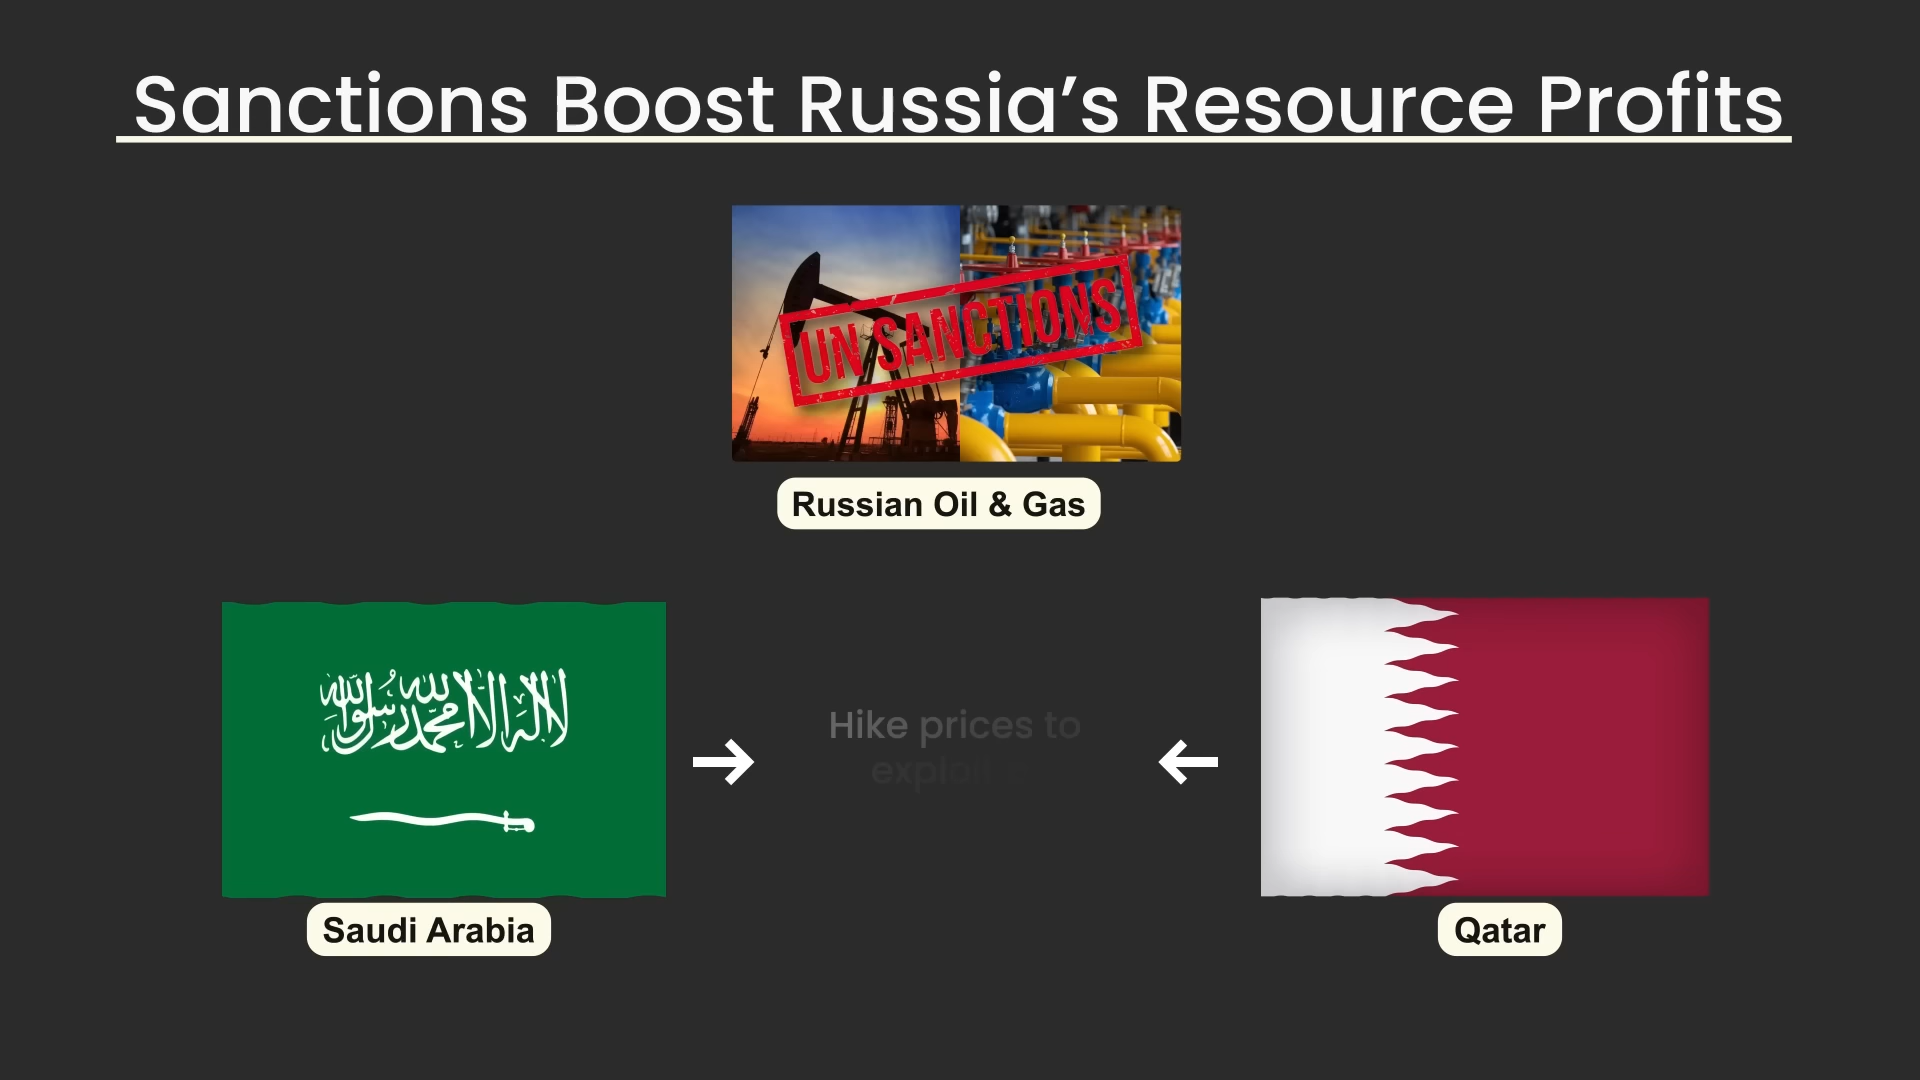 Sanctions Boost Russia’s Resource Profits
UN SANCTIONS
Russian Oil & Gas
لا إله إلا الله محمد رسول الله
Hike prices to
Saudi Arabia
Qatar